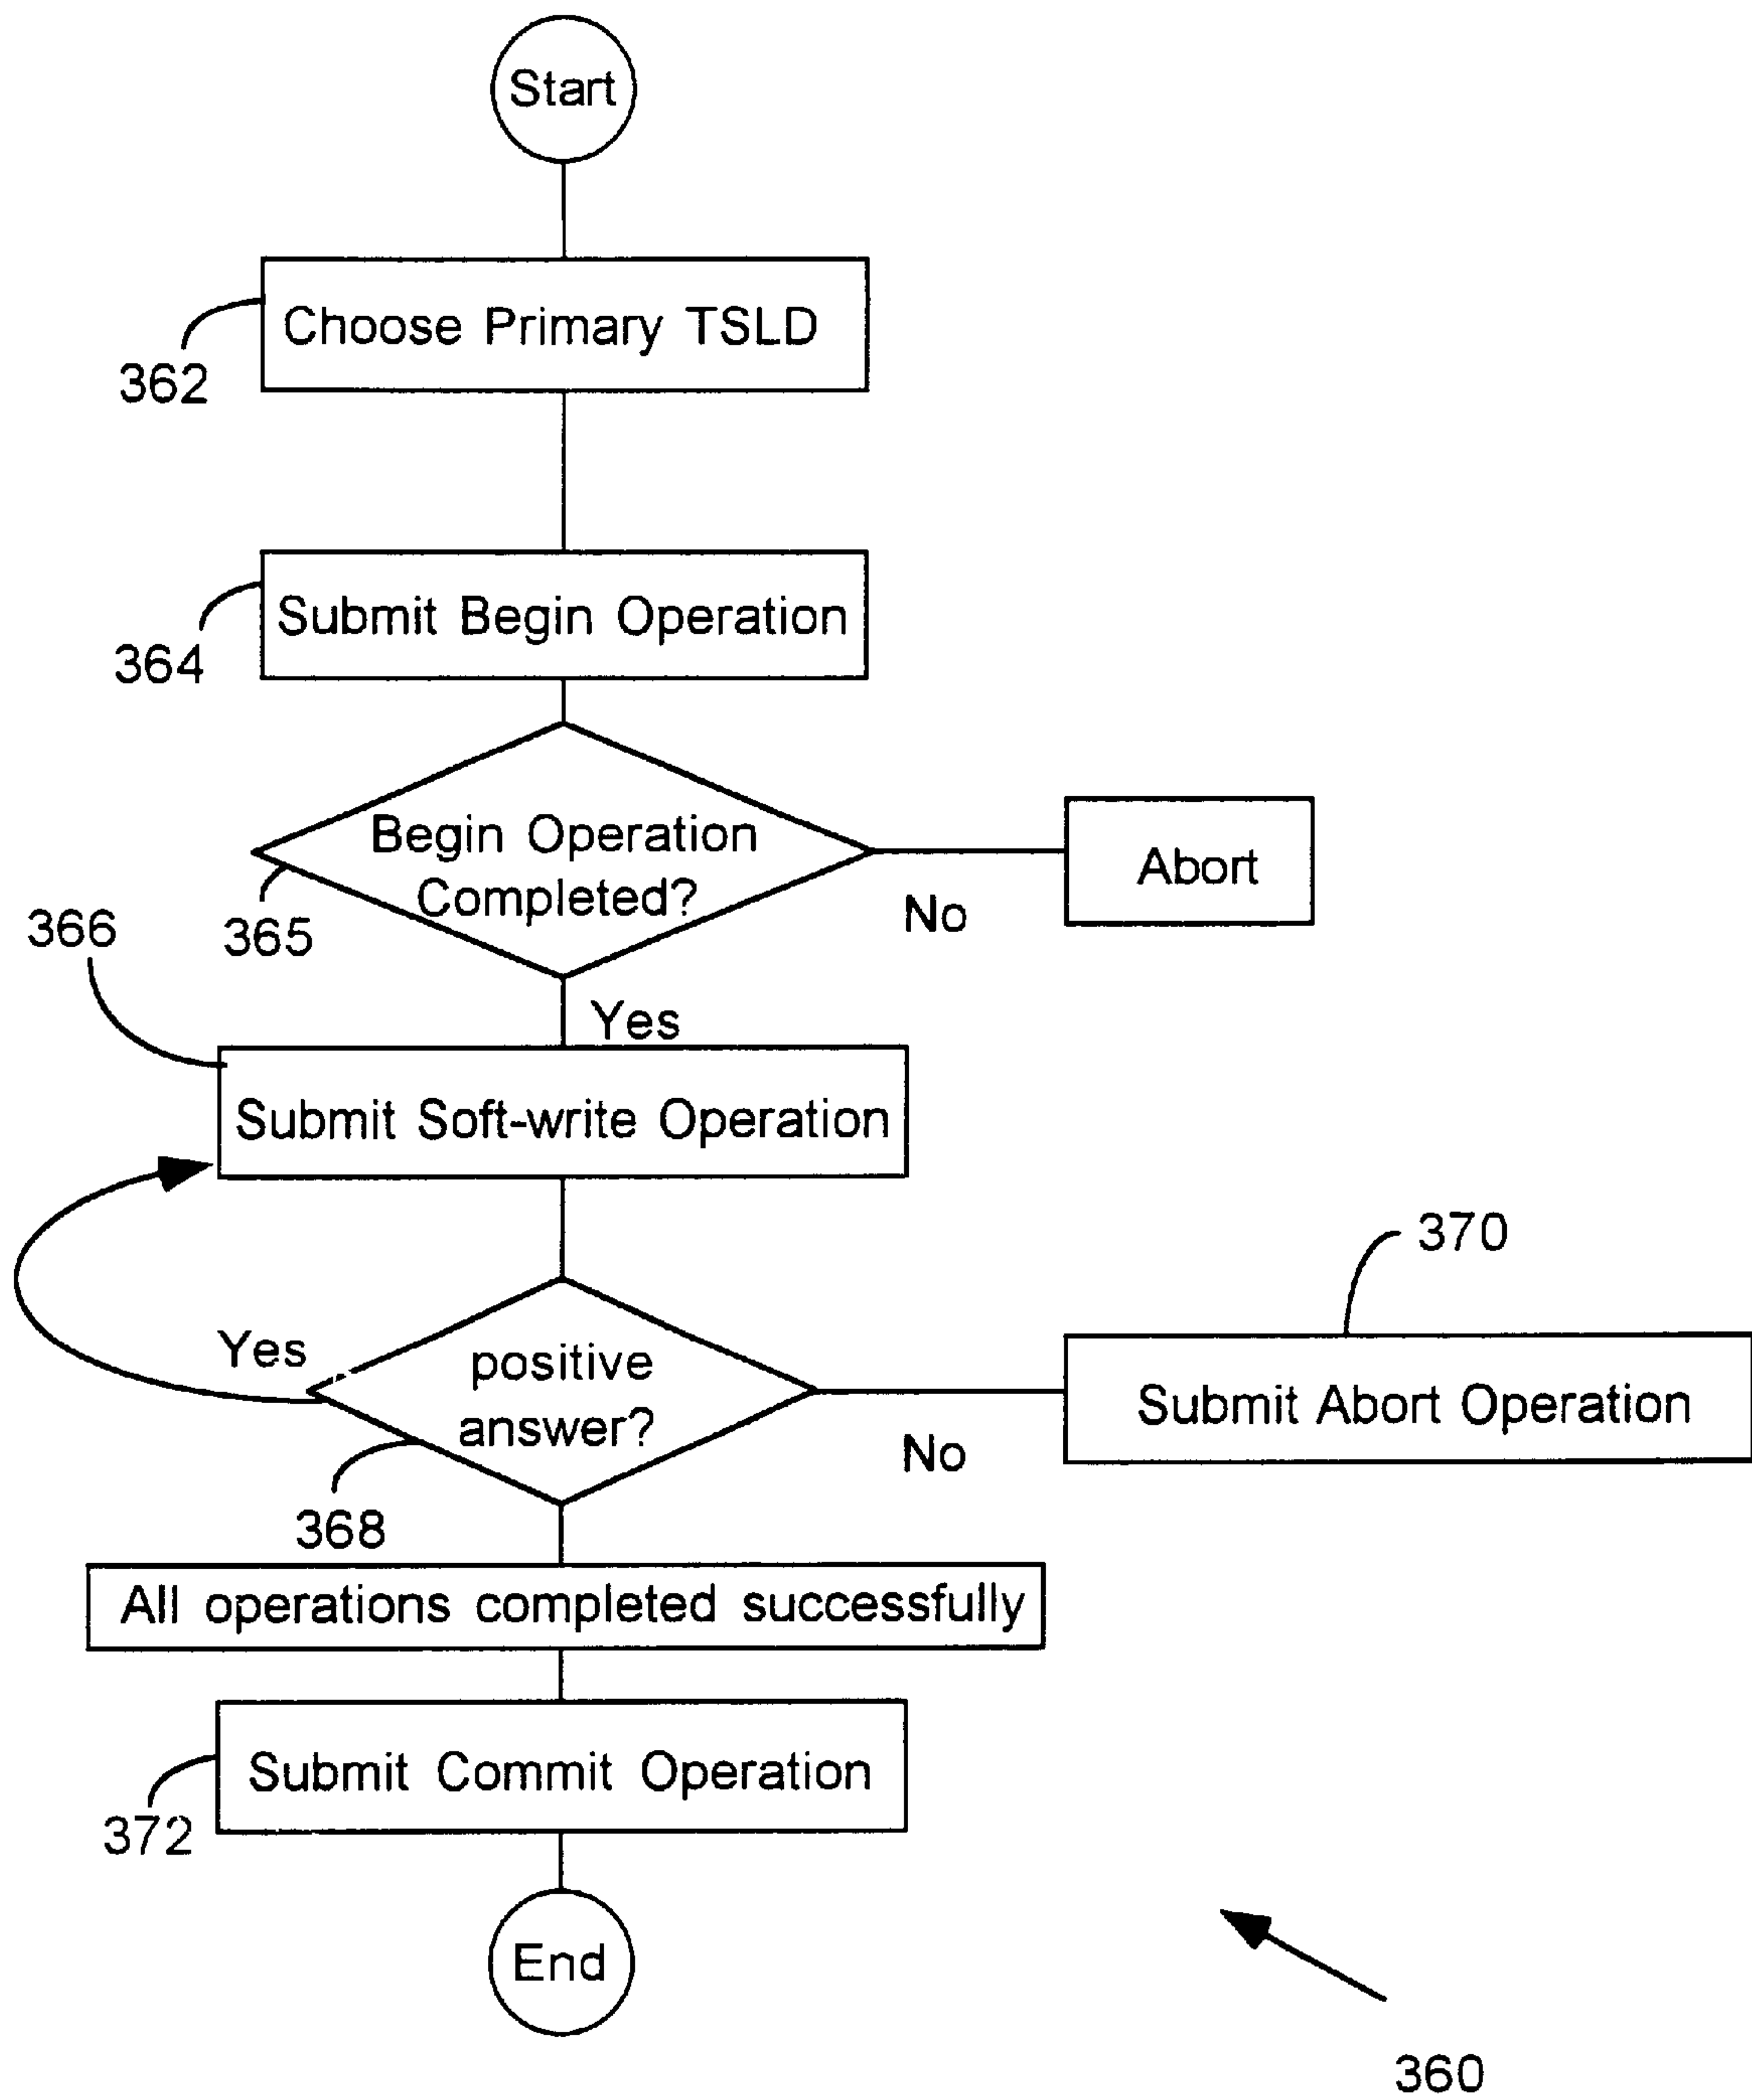 Start
Choose Primary TSLD
362
Submit Begin Operation
364
Begin Operation
Completed?
365
No
Abort
366
Yes
Submit Soft-write Operation
370
Yes
positive
answer?
No
Submit Abort Operation
368
All operations completed successfully
Submit Commit Operation
372
End
360